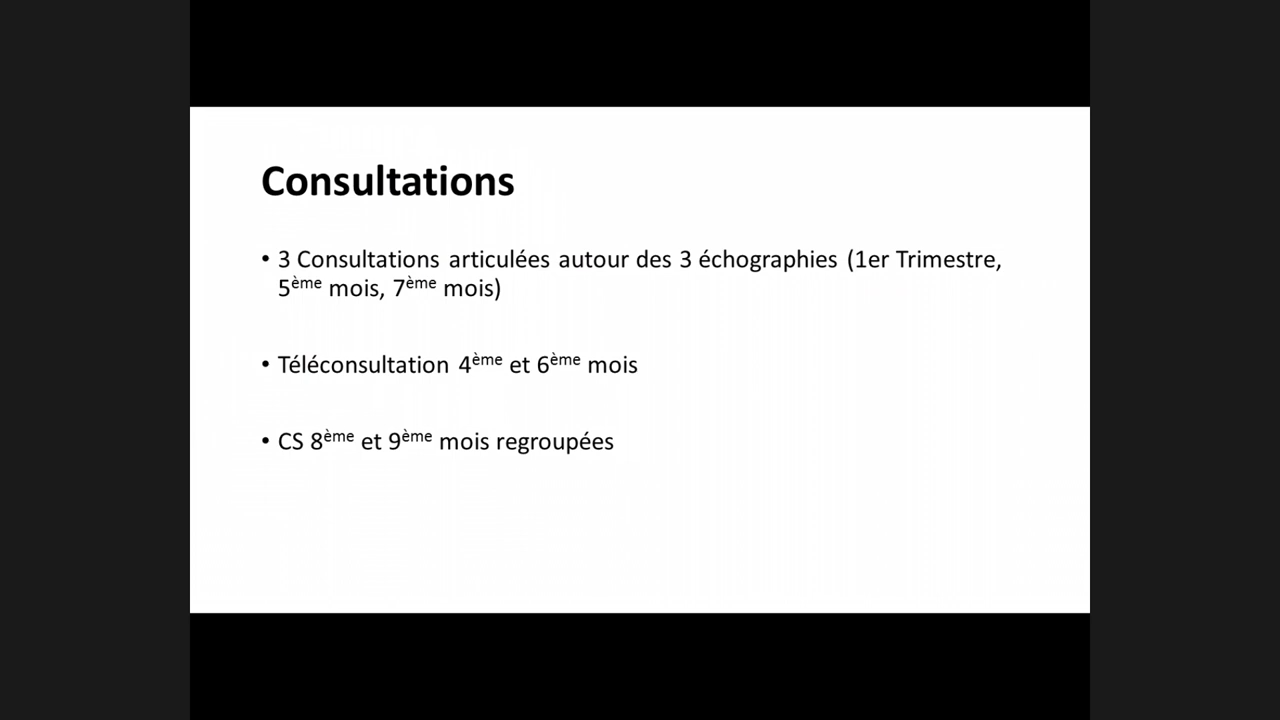 Consultations
• 3 Consultations articulées autour des 3 échographies (1er Trimestre,
5ème mois, 7ème mois)
• Téléconsultation 4ème et 6ème mois
• CS 8ème et 9ème mois regroupées